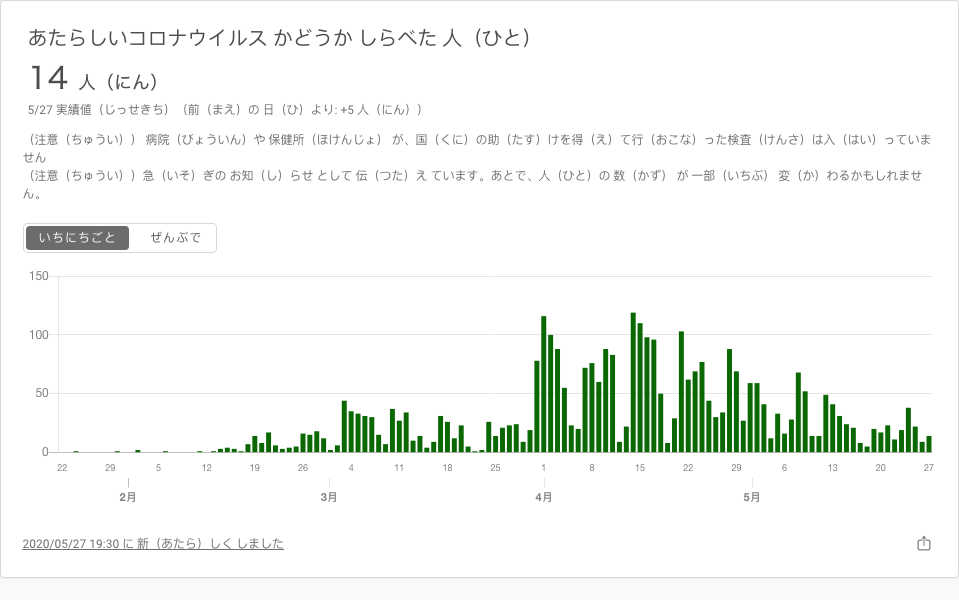 あたらしいコロナウイルス かどうか しらべた 人（ひと）
14 人（にん）
5/27 実績値（じっせきち）（前（まえ）の 日（ひ）より: +5 人（にん））
（注意（ちゅうい）） 病院（びょういん）や 保健所（ほけんじょ） が、国（くに）の助（たす）けを得（え）て行（おこな）った検査（けんさ）は入（はい）っていま
せん
（注意（ちゅうい））急（いそ）ぎの お知（し）らせ として 伝（つた）え ています。あとで、人（ひと）の 数（かず） が 一部（いちぶ） 変（か）わるかもしれませ
ん。
いちにちごと ぜんぶで
150
100
50
0
22 29 5 12 19 26 4 11 18 25 1 8 15 22 29 6 13 20 27
2月 3月 4月 5月
2020/05/27 19:30 に 新（あたら）しく しました